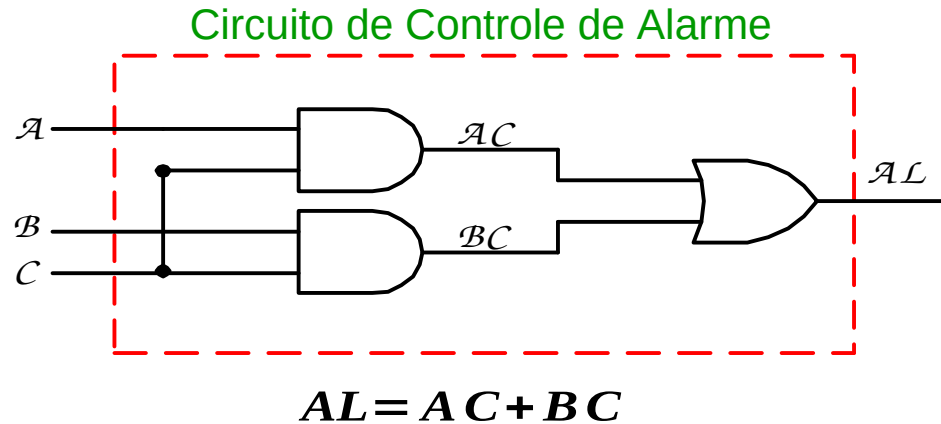 Circuito de Controle de Alarme
A
AC
AL
B
BC
C
AL = AC + BC